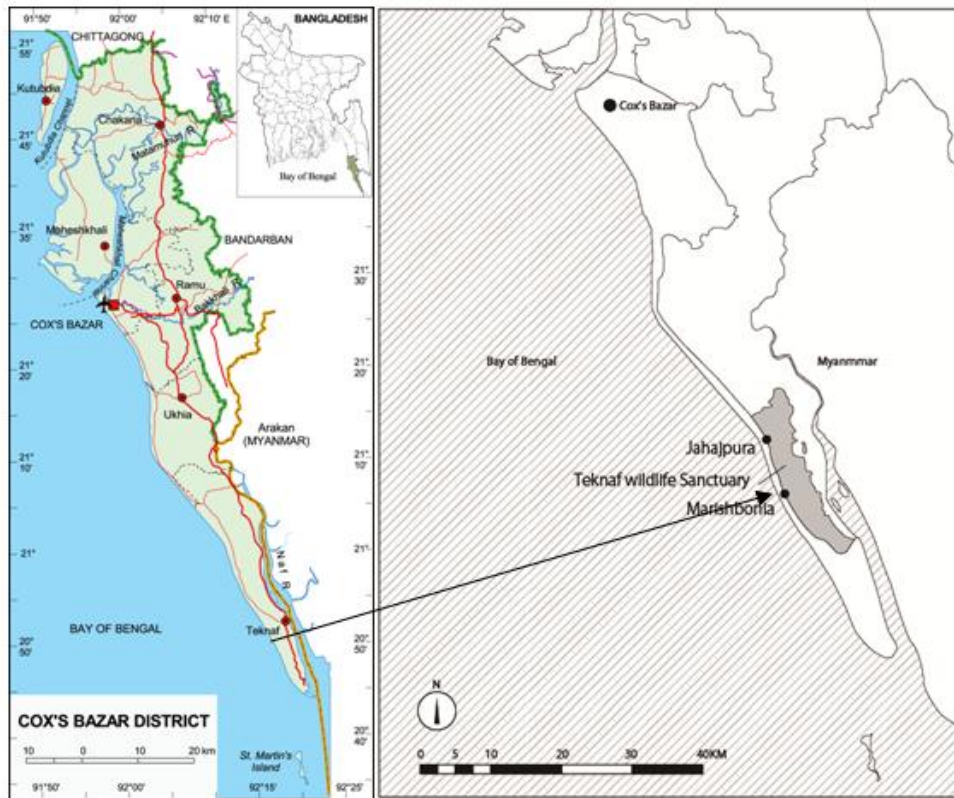 91°50' 92°00' 92°10' E
BANGLADESH
21° 55'
CHITTAGONG
Kutubdia
Kutubdia Channel
Chakaria
Matamuhuri R.
21° 45'
Bay of Bengal
21° 35'
Moheshkhali
Moheshkhali Channel
BANDARBAN
21° 30'
Ramu
Bakkhali R.
COX'S BAZAR
21° 20'
21° 20'
Ukhia
Arakan
(MYANMAR)
21° 10'
21° 10'
21°
21°
Naf R.
BAY OF BENGAL
Teknaf
20° 50'
20° 50'
COX'S BAZAR DISTRICT
10 0 10 20 km
20° 40'
St. Martin's
Island
91°50' 92°00' 92°15' 92°25'
Cox's Bazar
Bay of Bengal
Myanmmar
Jahajpura
Teknaf wildlife Sanctuary
Marishbonia
N
0 5 10 20 30 40KM